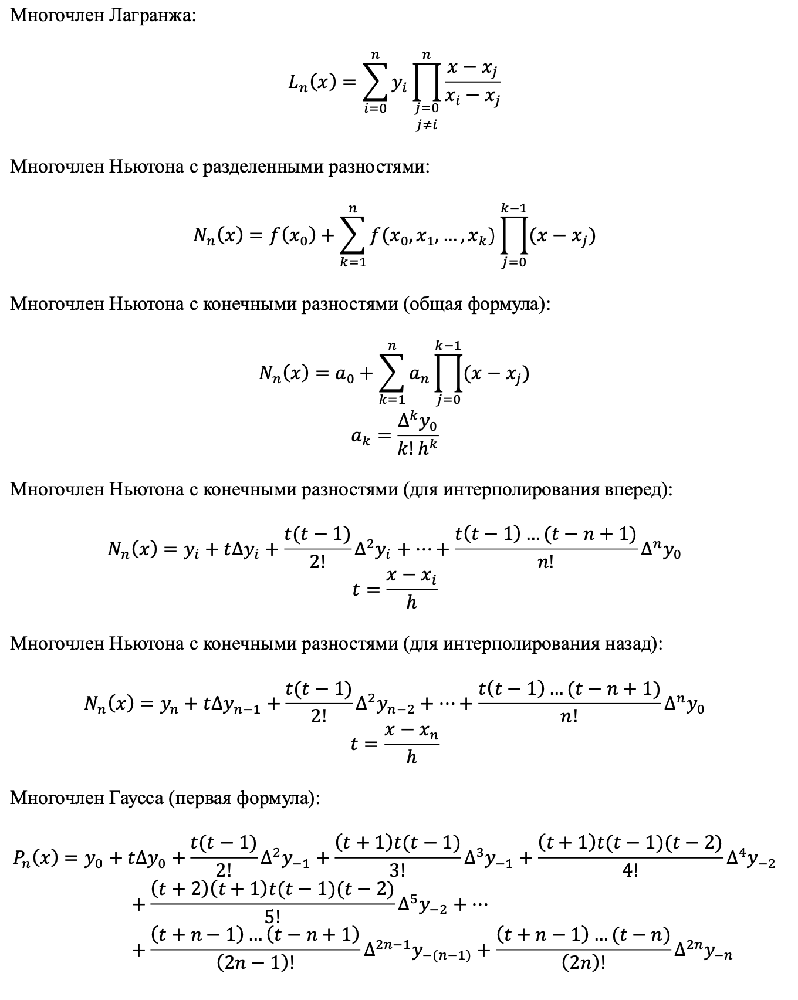 Многочлен Лагранжа:
$$L_n(x) = \sum_{i=0}^{n} y_i \prod_{\substack{j=0 \\ j \neq i}}^{n} \frac{x - x_j}{x_i - x_j}$$
Многочлен Ньютона с разделенными разностями:
$$N_n(x) = f(x_0) + \sum_{k=1}^{n} f(x_0, x_1, \ldots, x_k) \prod_{j=0}^{k-1} (x - x_j)$$
Многочлен Ньютона с конечными разностями (общая формула):
$$N_n(x) = a_0 + \sum_{k=1}^{n} a_n \prod_{j=0}^{k-1} (x - x_j)$$
$$a_k = \frac{\Delta^k y_0}{k! \, h^k}$$
Многочлен Ньютона с конечными разностями (для интерполирования вперед):
$$N_n(x) = y_i + t\Delta y_i + \frac{t(t-1)}{2!} \Delta^2 y_i + \cdots + \frac{t(t-1) \ldots (t-n+1)}{n!} \Delta^n y_0$$
$$t = \frac{x - x_i}{h}$$
Многочлен Ньютона с конечными разностями (для интерполирования назад):
$$N_n(x) = y_n + t\Delta y_{n-1} + \frac{t(t-1)}{2!} \Delta^2 y_{n-2} + \cdots + \frac{t(t-1) \ldots (t-n+1)}{n!} \Delta^n y_0$$
$$t = \frac{x - x_n}{h}$$
Многочлен Гаусса (первая формула):
$$P_n(x) = y_0 + t\Delta y_0 + \frac{t(t-1)}{2!} \Delta^2 y_{-1} + \frac{(t+1)t(t-1)}{3!} \Delta^3 y_{-1} + \frac{(t+1)t(t-1)(t-2)}{4!} \Delta^4 y_{-2}$$
$$+ \frac{(t+2)(t+1)t(t-1)(t-2)}{5!} \Delta^5 y_{-2} + \cdots$$
$$+ \frac{(t+n-1) \ldots (t-n+1)}{(2n-1)!} \Delta^{2n-1} y_{-(n-1)} + \frac{(t+n-1) \ldots (t-n)}{(2n)!} \Delta^{2n} y_{-n}$$